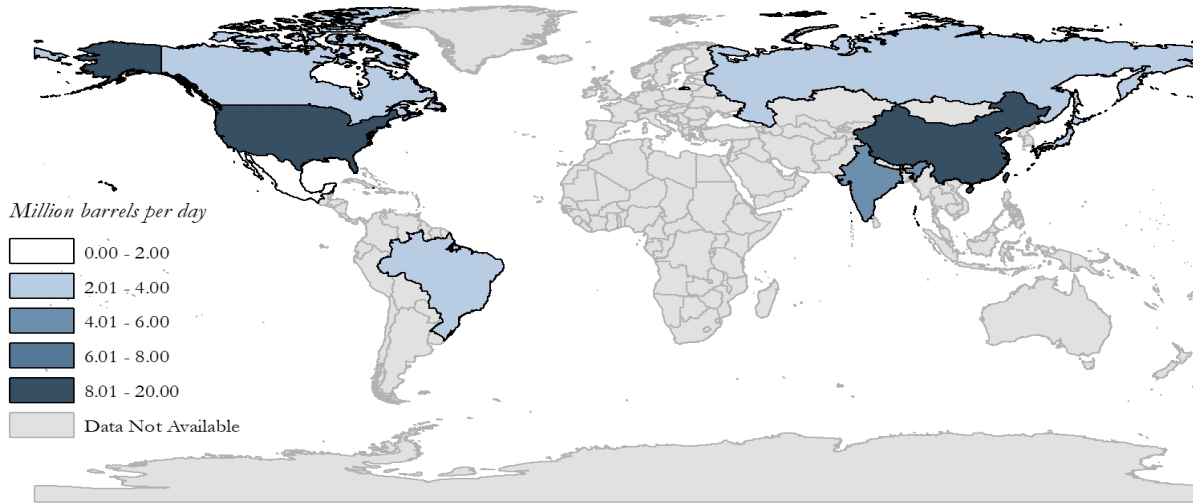 Million barrels per day
0.00 - 2.00
2.01 - 4.00
4.01 - 6.00
6.01 - 8.00
8.01 - 20.00
Data Not Available